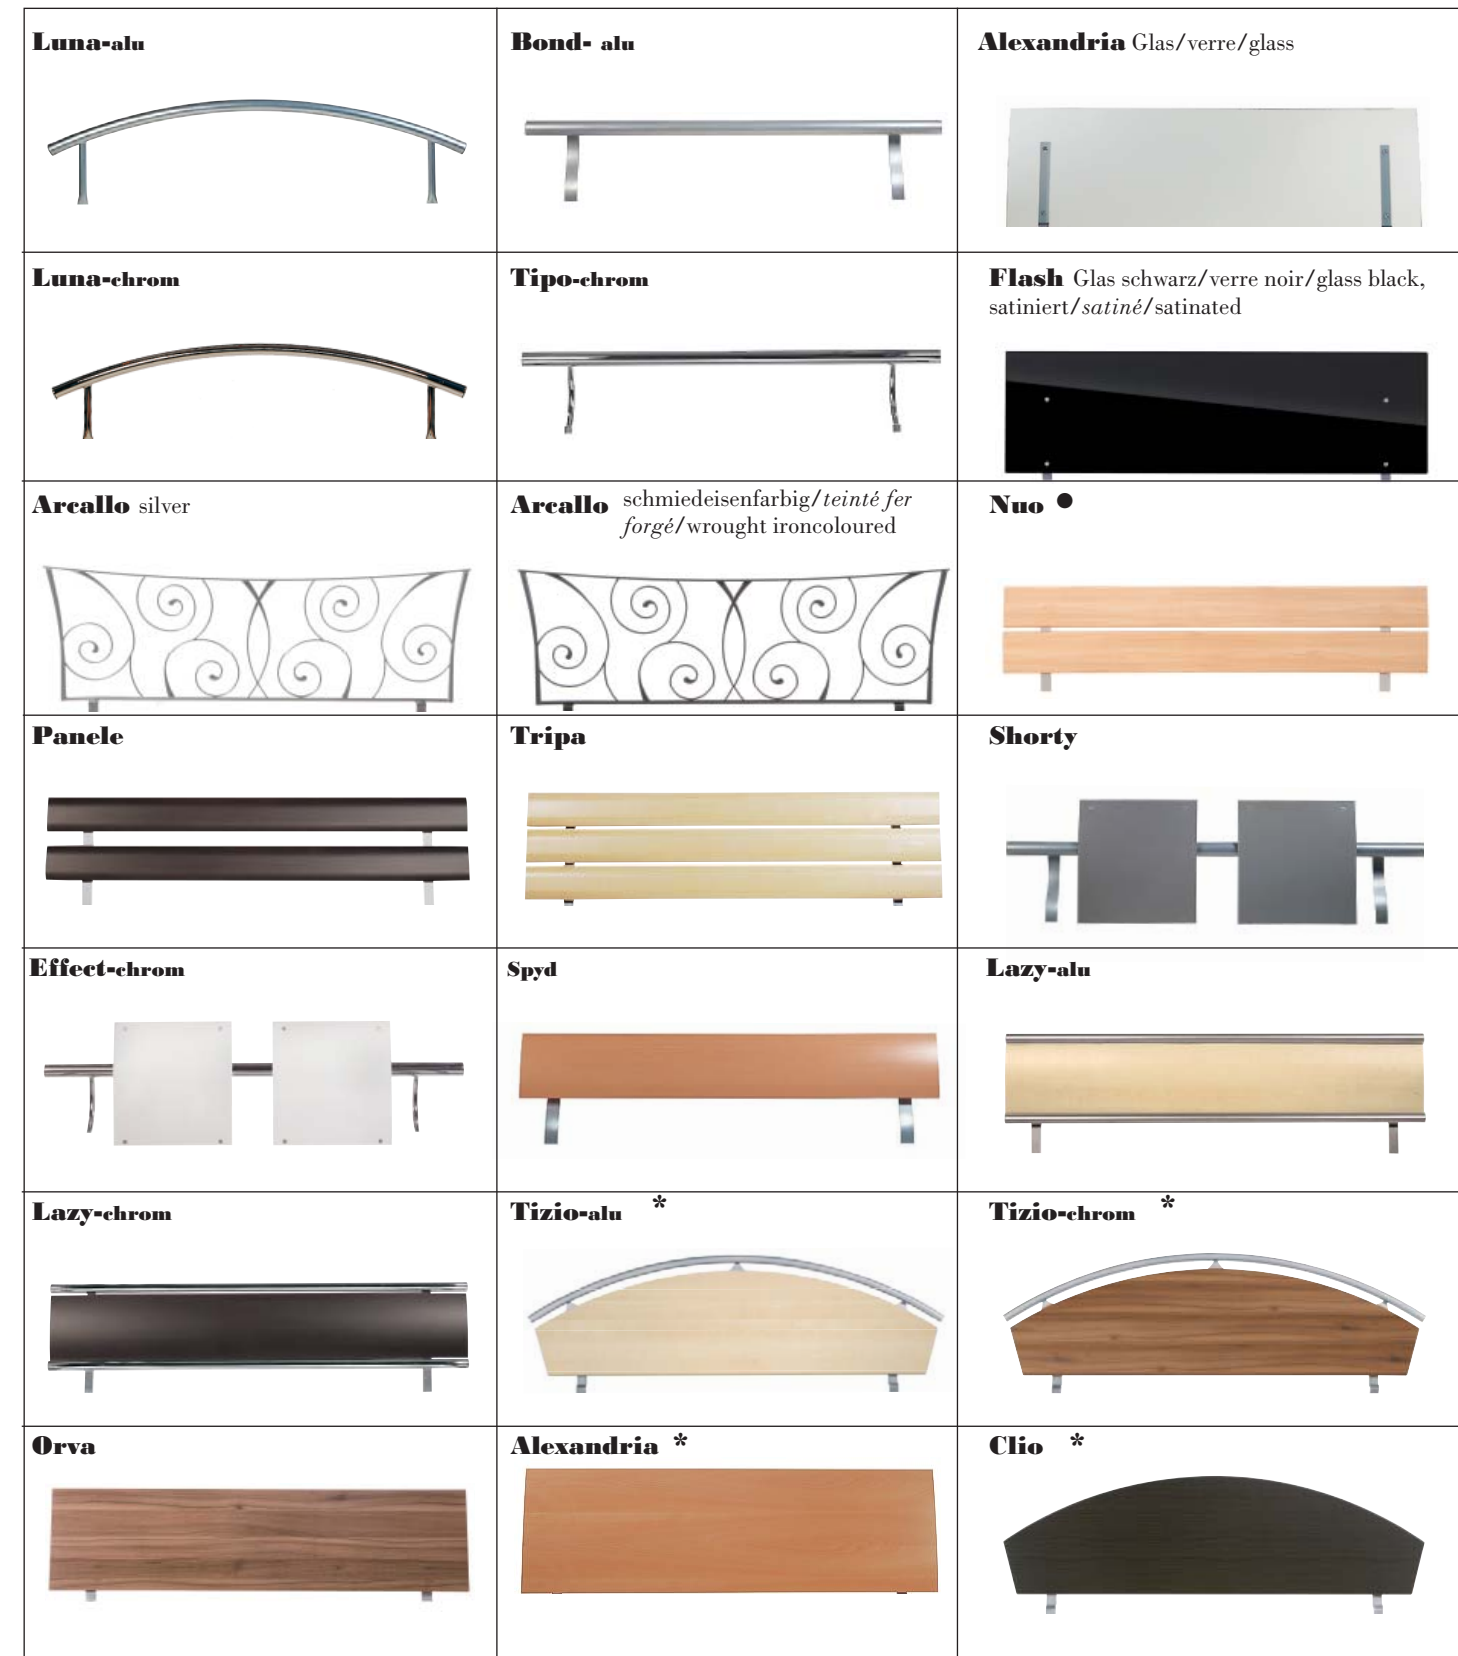 Luna-alu
Bond- alu
Alexandria Glas/verre/glass
Luna-chrom
Tipo-chrom
Flash Glas schwarz/verre noir/glass black,
satiniert/satiné/satinated
Arcallo silver
Arcallo schmiedeisenfarbig/teinté fer
forgé/wrought ironcoloured
Nuo ●
Panele
Tripa
Shorty
Effect-chrom
Spyd
Lazy-alu
Lazy-chrom
Tizio-alu *
Tizio-chrom *
Orva
Alexandria *
Clio *